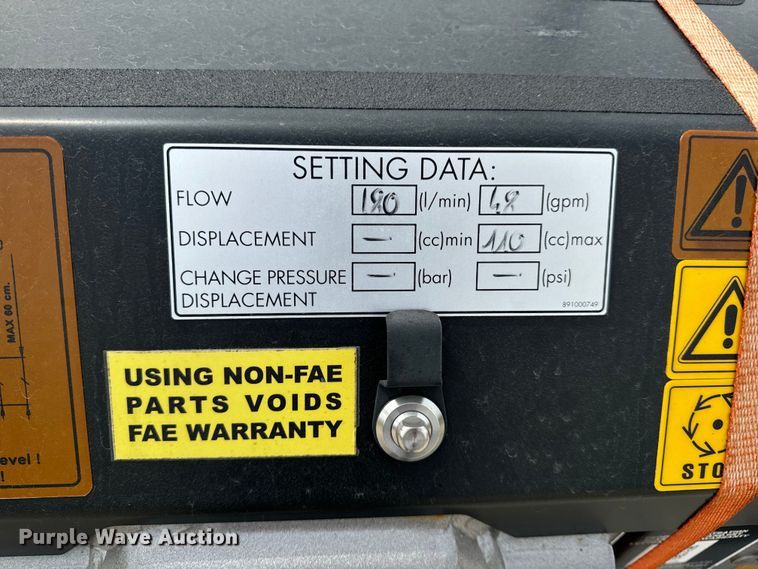 SETTING DATA:
FLOW 180 (l/min) 48 (gpm)
DISPLACEMENT — (cc)min 110 (cc)max
CHANGE PRESSURE — (bar) — (psi)
DISPLACEMENT
891000749
MAX 60 cm.
USING NON-FAE
PARTS VOIDS
FAE WARRANTY
evel !
!
STO
Purple Wave Auction